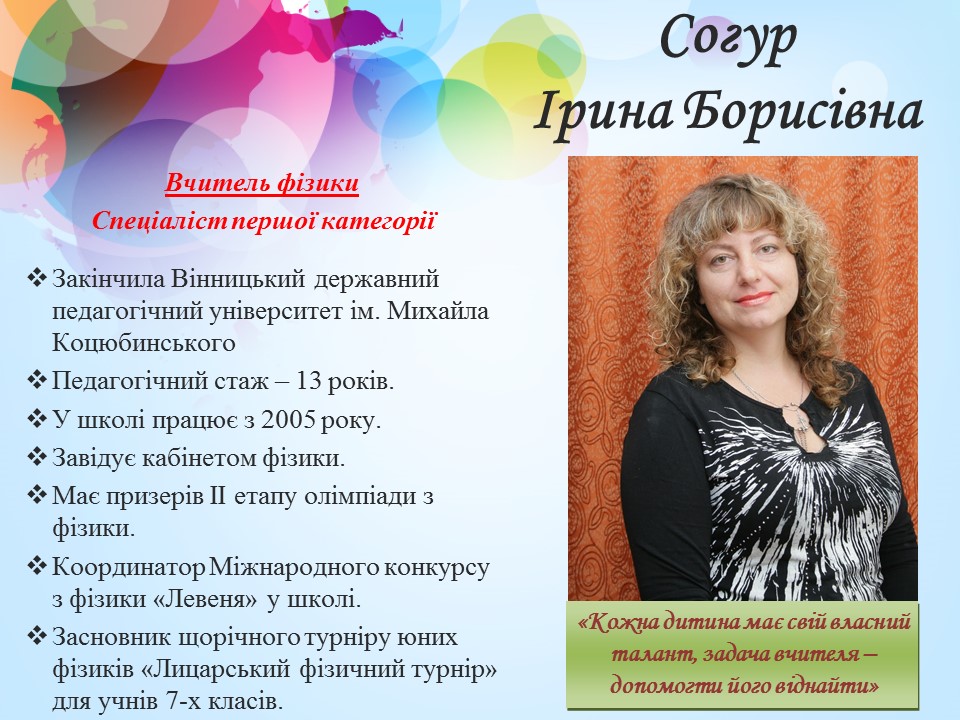 Согур
Ірина Борисівна
Вчитель фізики
Спеціаліст першої категорії
❖ Закінчила Вінницький державний
педагогічний університет ім. Михайла
Коцюбинського
❖ Педагогічний стаж – 13 років.
❖ У школі працює з 2005 року.
❖ Завідує кабінетом фізики.
❖ Має призерів ІІ етапу олімпіади з
фізики.
❖ Координатор Міжнародного конкурсу
з фізики «Левеня» у школі.
❖ Засновник щорічного турніру юних
фізиків «Лицарський фізичний турнір»
для учнів 7-х класів.
«Кожна дитина має свій власний
талант, задача вчителя –
допомогти його віднайти»